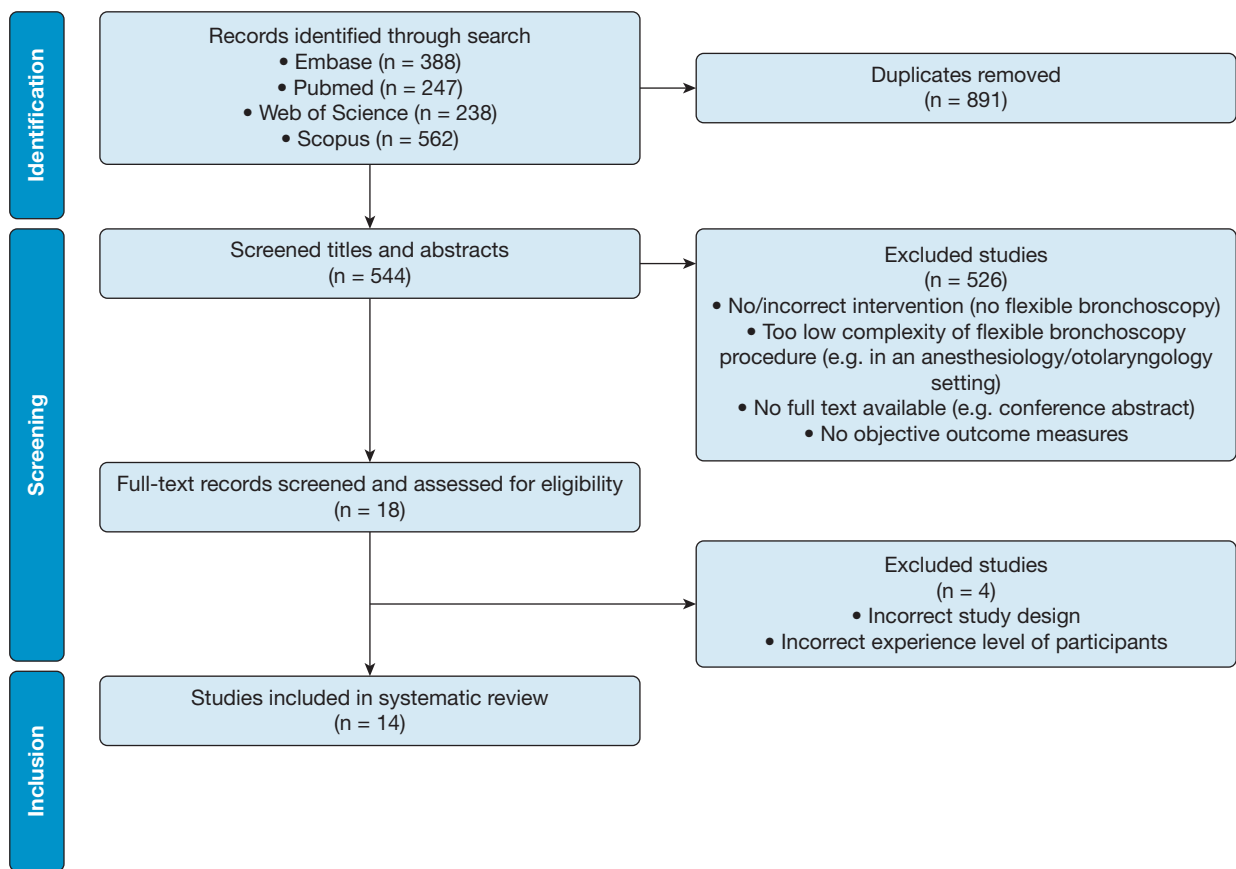 Identification
Records identified through search
• Embase (n = 388)
• Pubmed (n = 247)
• Web of Science (n = 238)
• Scopus (n = 562)
Duplicates removed
(n = 891)
Screening
Screened titles and abstracts
(n = 544)
Excluded studies
(n = 526)
• No/incorrect intervention (no flexible bronchoscopy)
• Too low complexity of flexible bronchoscopy
procedure (e.g. in an anesthesiology/otolaryngology
setting)
• No full text available (e.g. conference abstract)
• No objective outcome measures
Full-text records screened and assessed for eligibility
(n = 18)
Excluded studies
(n = 4)
• Incorrect study design
• Incorrect experience level of participants
Inclusion
Studies included in systematic review
(n = 14)